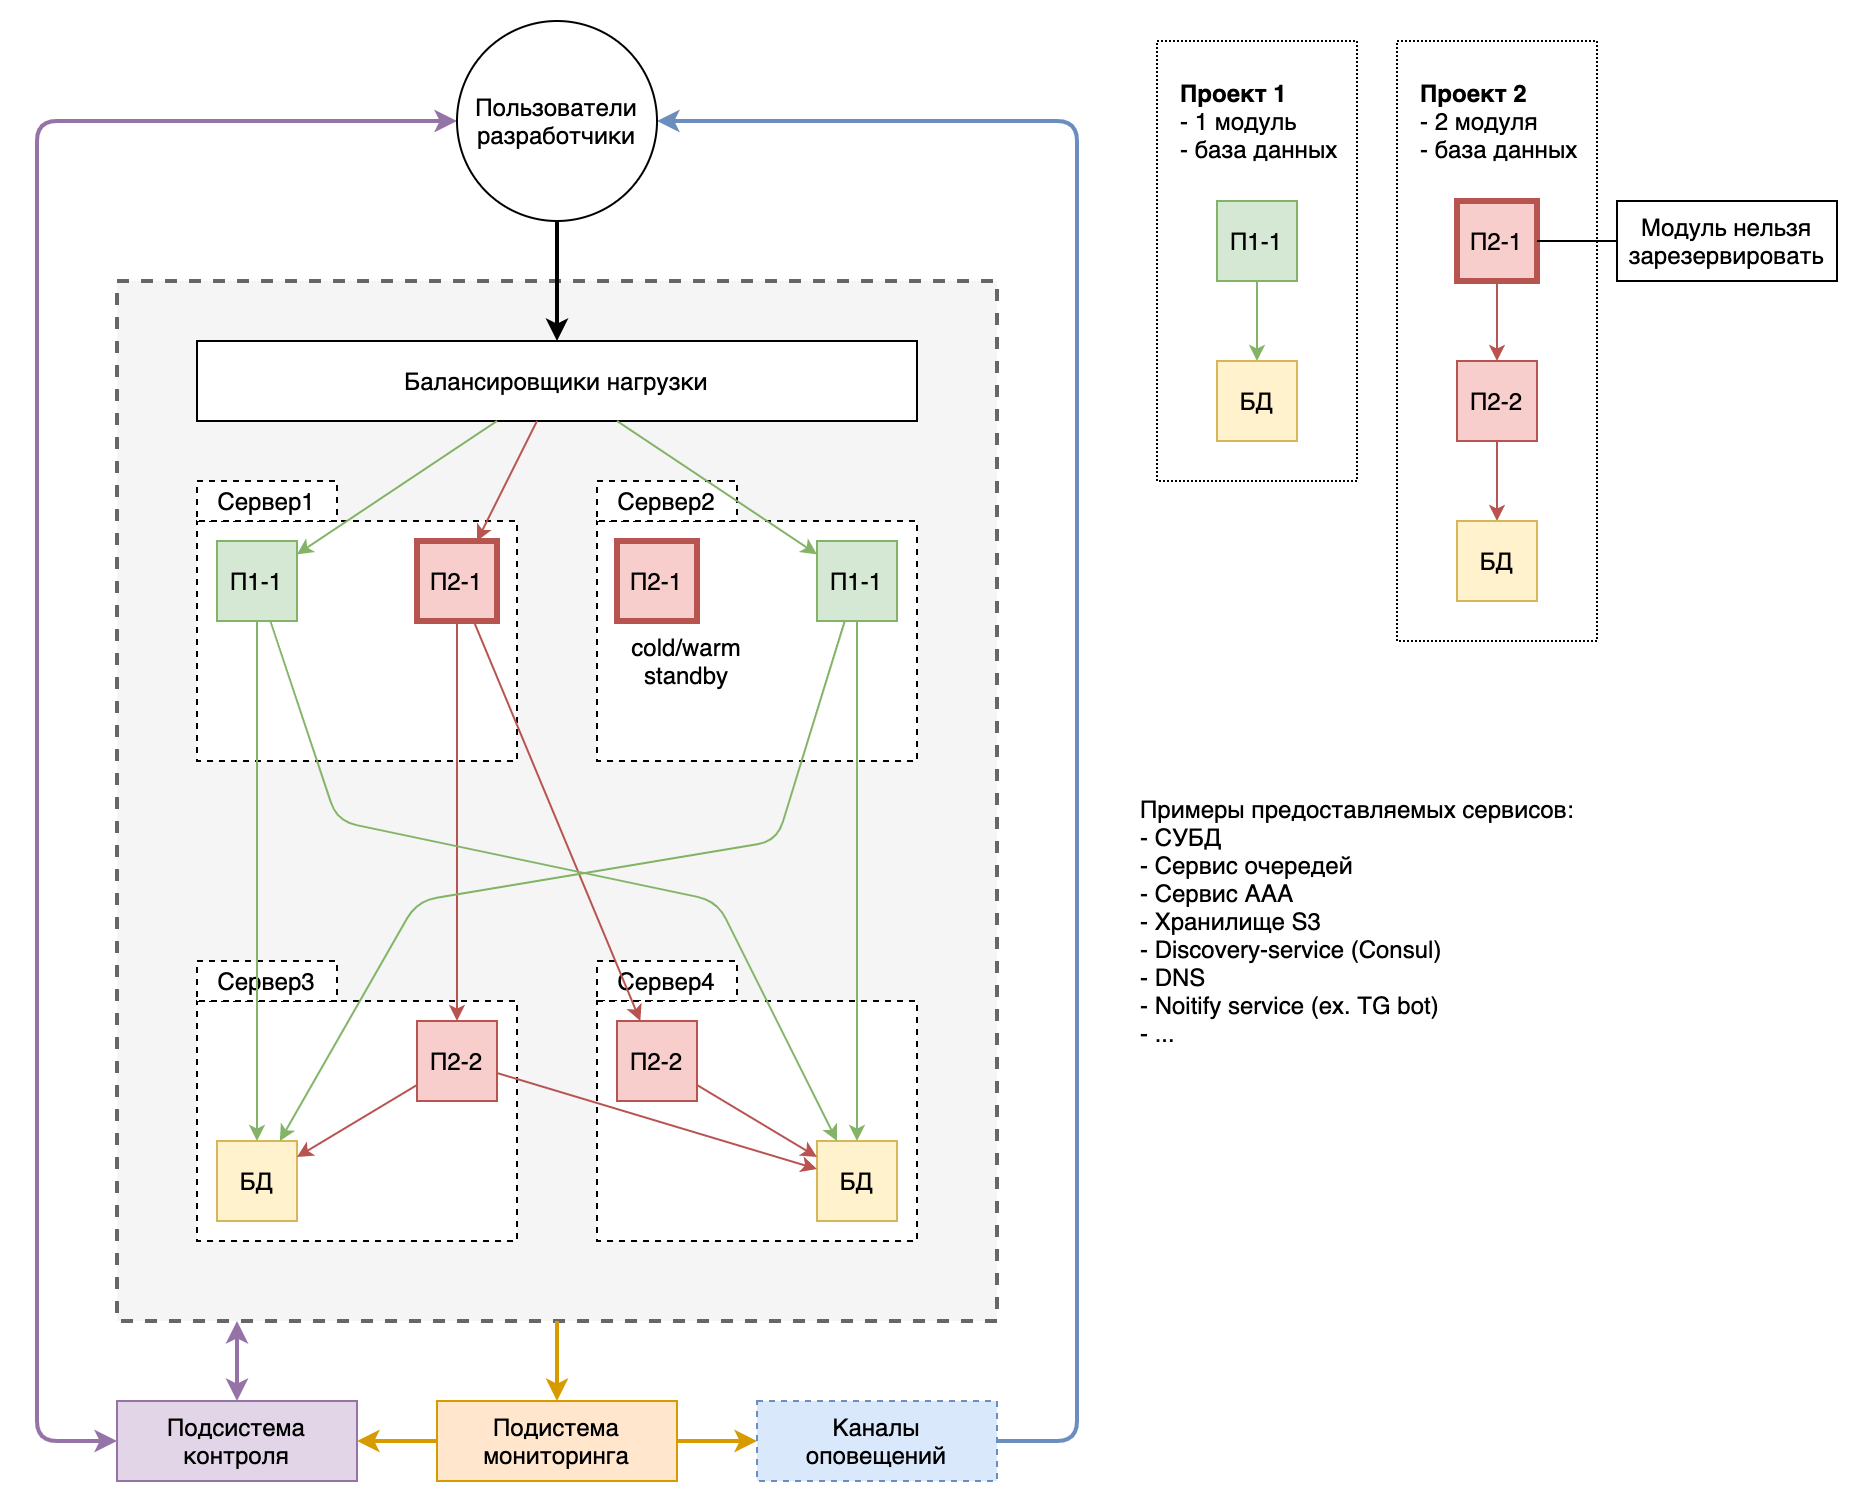 Пользователи
разработчики
Балансировщики нагрузки
Сервер1
П1-1
П2-1
Сервер2
П2-1
П1-1
cold/warm
standby
Сервер3
П2-2
БД
Сервер4
П2-2
БД
Подсистема
контроля
Подистема
мониторинга
Каналы
оповещений
Проект 1
- 1 модуль
- база данных
П1-1
БД
Проект 2
- 2 модуля
- база данных
П2-1
П2-2
БД
Модуль нельзя
зарезервировать
Примеры предоставляемых сервисов:
- СУБД
- Сервис очередей
- Сервис AAA
- Хранилище S3
- Discovery-service (Consul)
- DNS
- Noitify service (ex. TG bot)
- ...